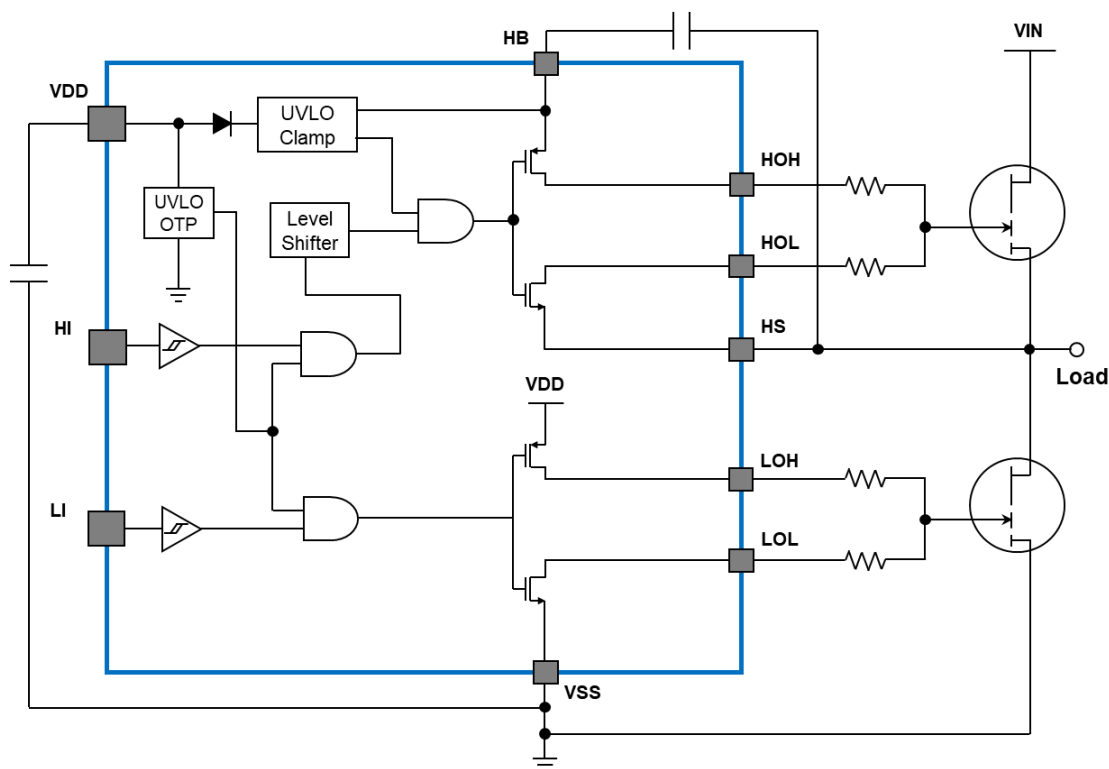 HB
VIN
VDD
UVLO
Clamp
HOH
UVLO
OTP
Level
Shifter
HOL
HI
HS
Load
VDD
LOH
LI
LOL
VSS